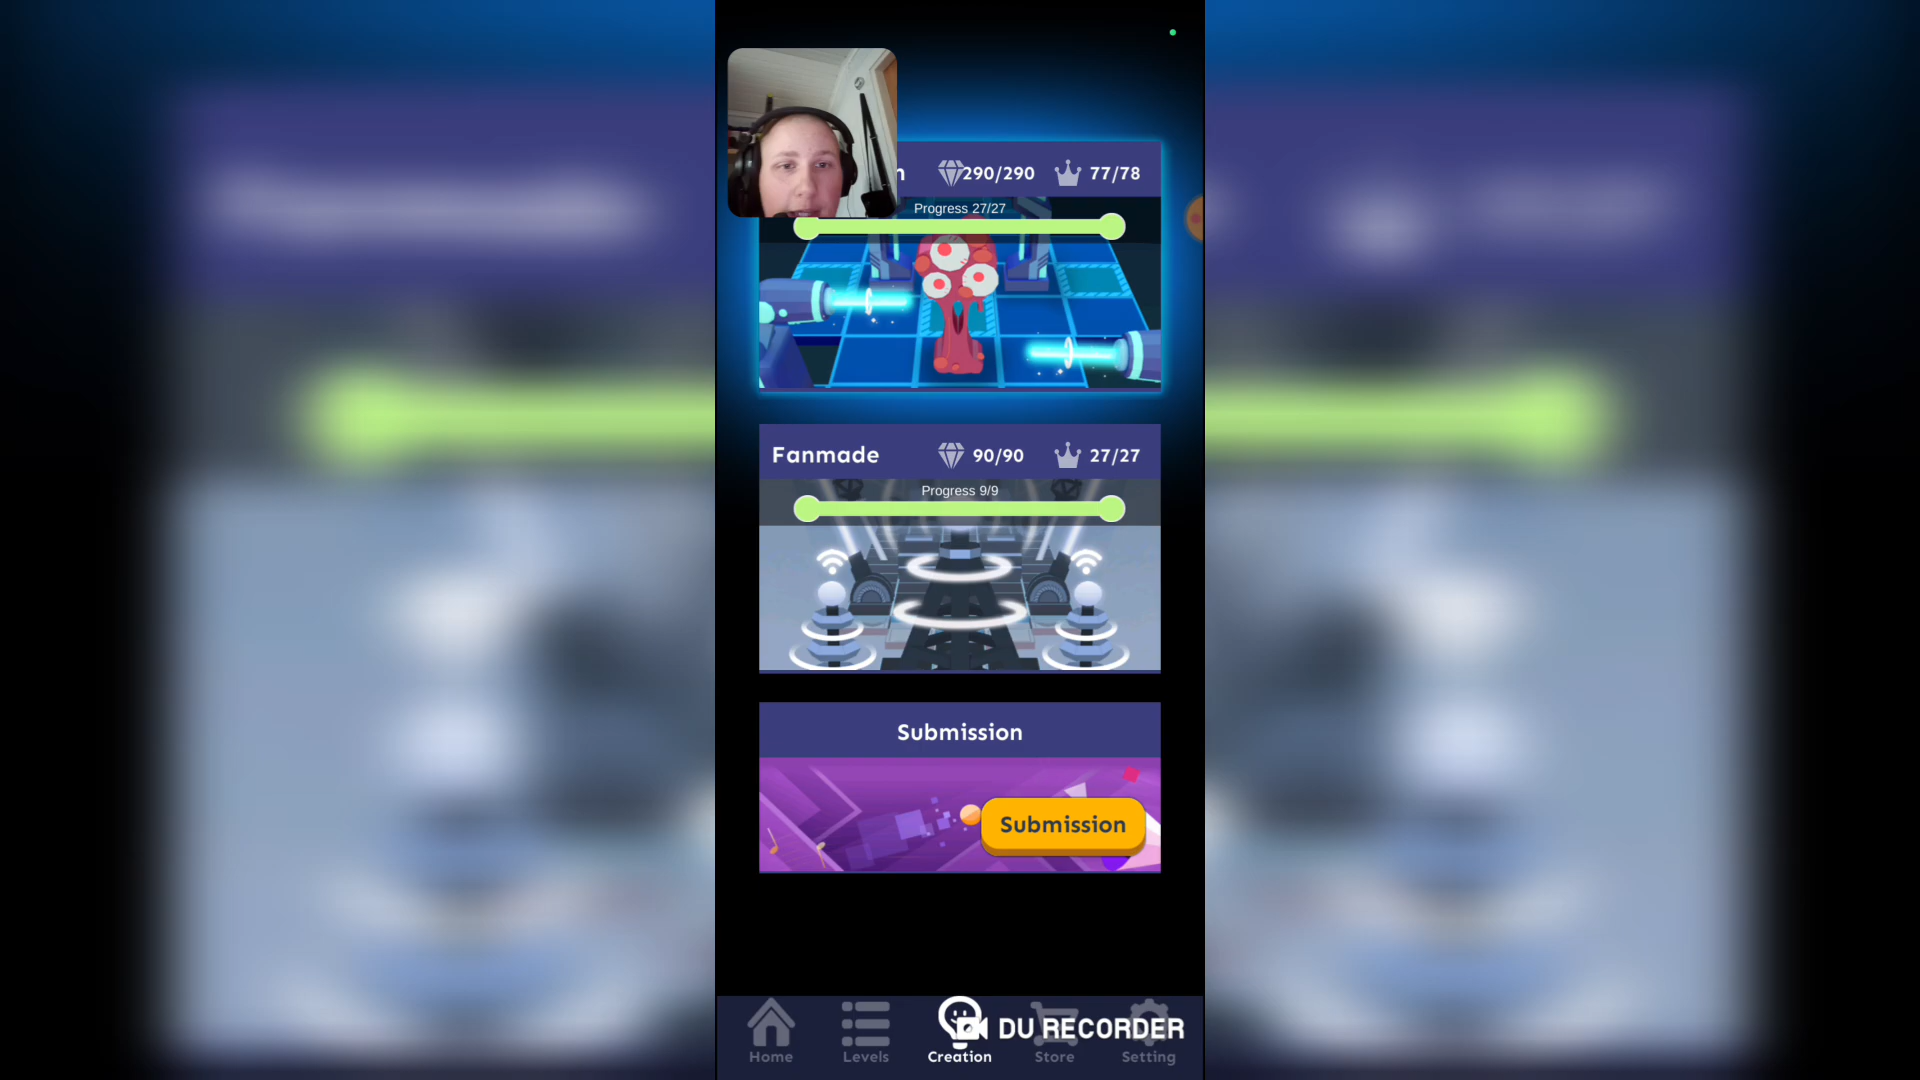 290/290 77/78
Progress 27/27
Fanmade 90/90 27/27
Progress 9/9
Submission
Submission
DU RECORDER
Home Levels Creation Store Setting